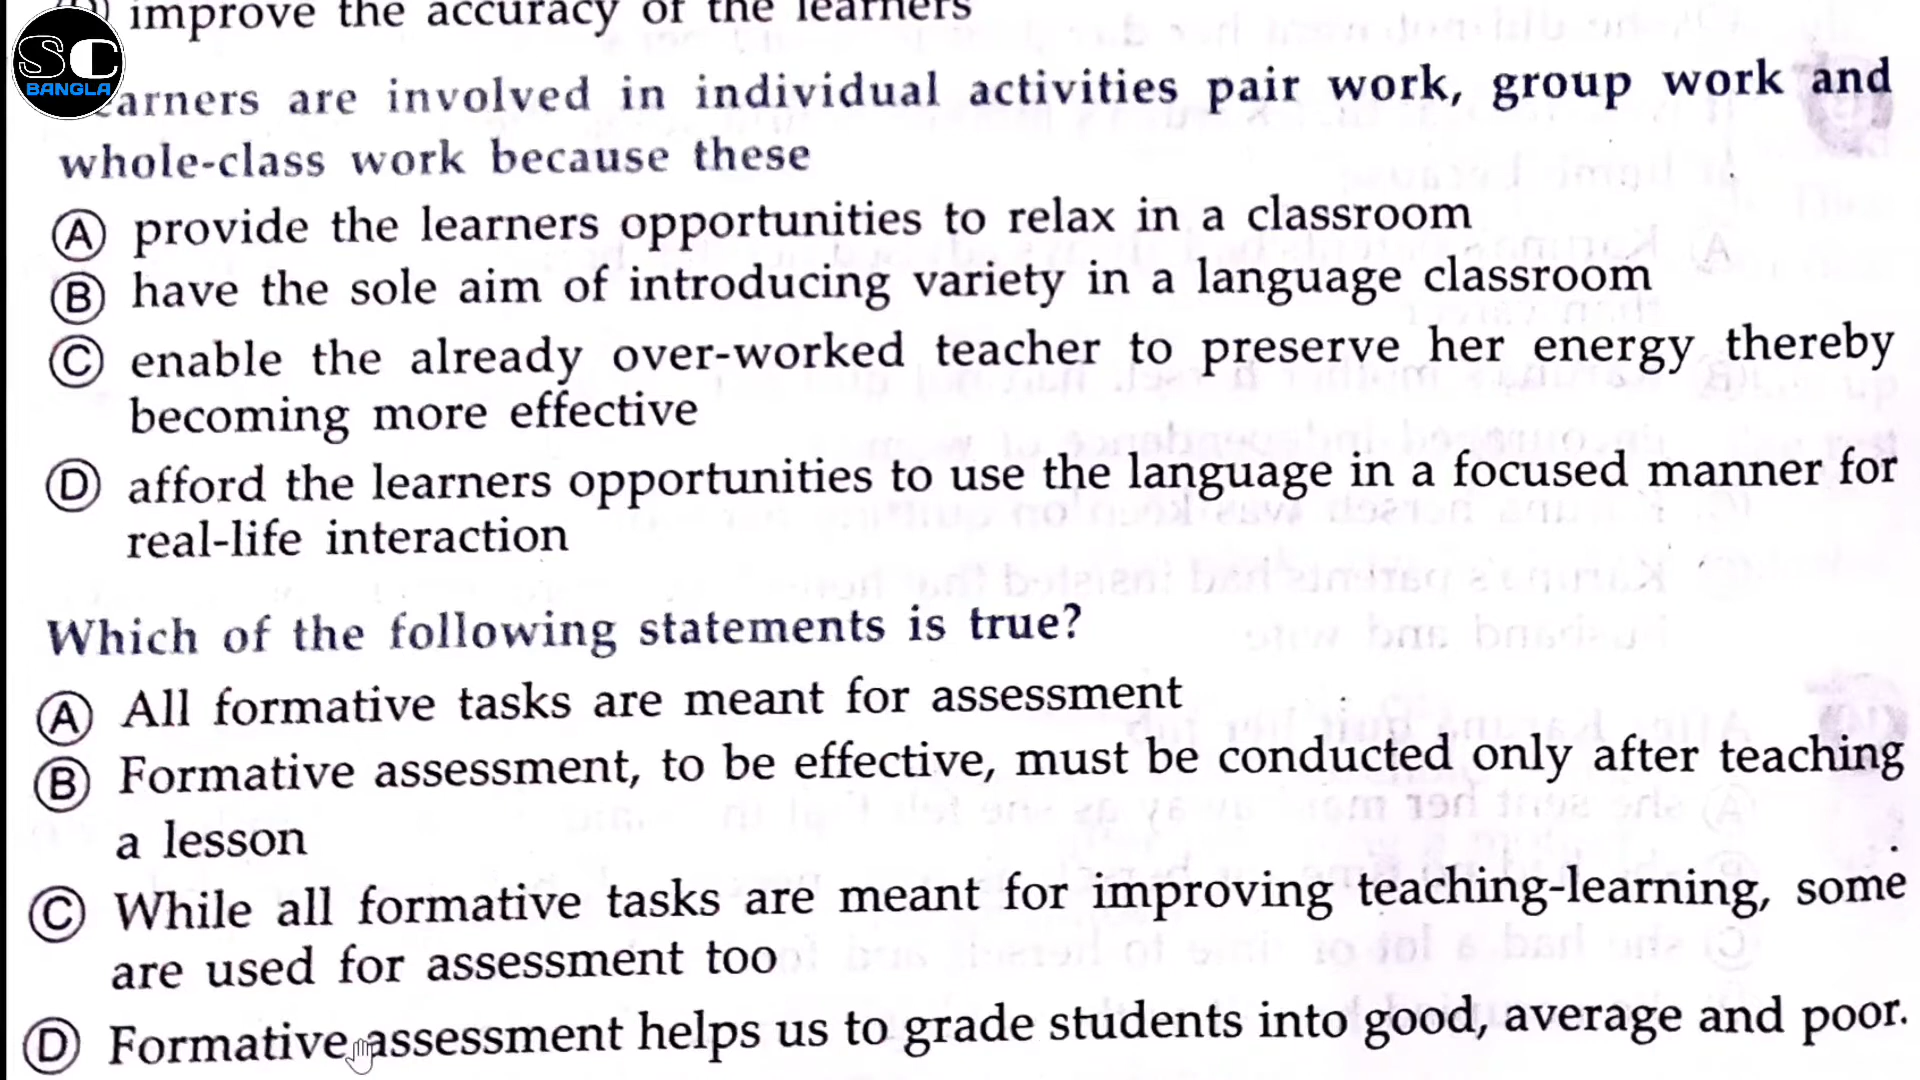 improve the accuracy of the learners
SC
BANGLA
arners are involved in individual activities pair work, group work and
whole-class work because these
Ⓐ provide the learners opportunities to relax in a classroom
Ⓑ have the sole aim of introducing variety in a language classroom
Ⓒ enable the already over-worked teacher to preserve her energy thereby
becoming more effective
Ⓓ afford the learners opportunities to use the language in a focused manner for
real-life interaction
Which of the following statements is true?
Ⓐ All formative tasks are meant for assessment
Ⓑ Formative assessment, to be effective, must be conducted only after teaching
a lesson
Ⓒ While all formative tasks are meant for improving teaching-learning, some
are used for assessment too
Ⓓ Formative assessment helps us to grade students into good, average and poor.